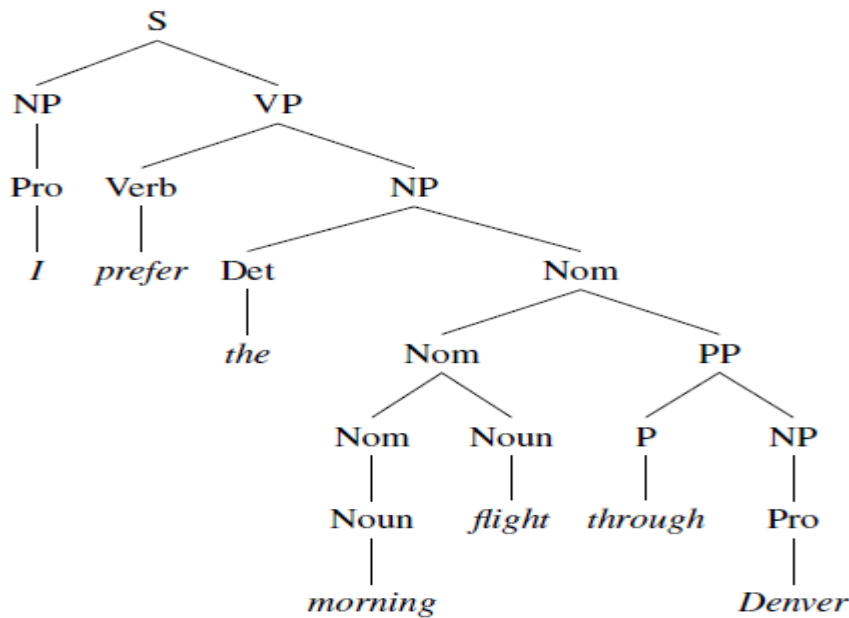 S
NP VP
Pro Verb NP
I prefer Det Nom
the Nom PP
Nom Noun P NP
Noun flight through Pro
morning Denver